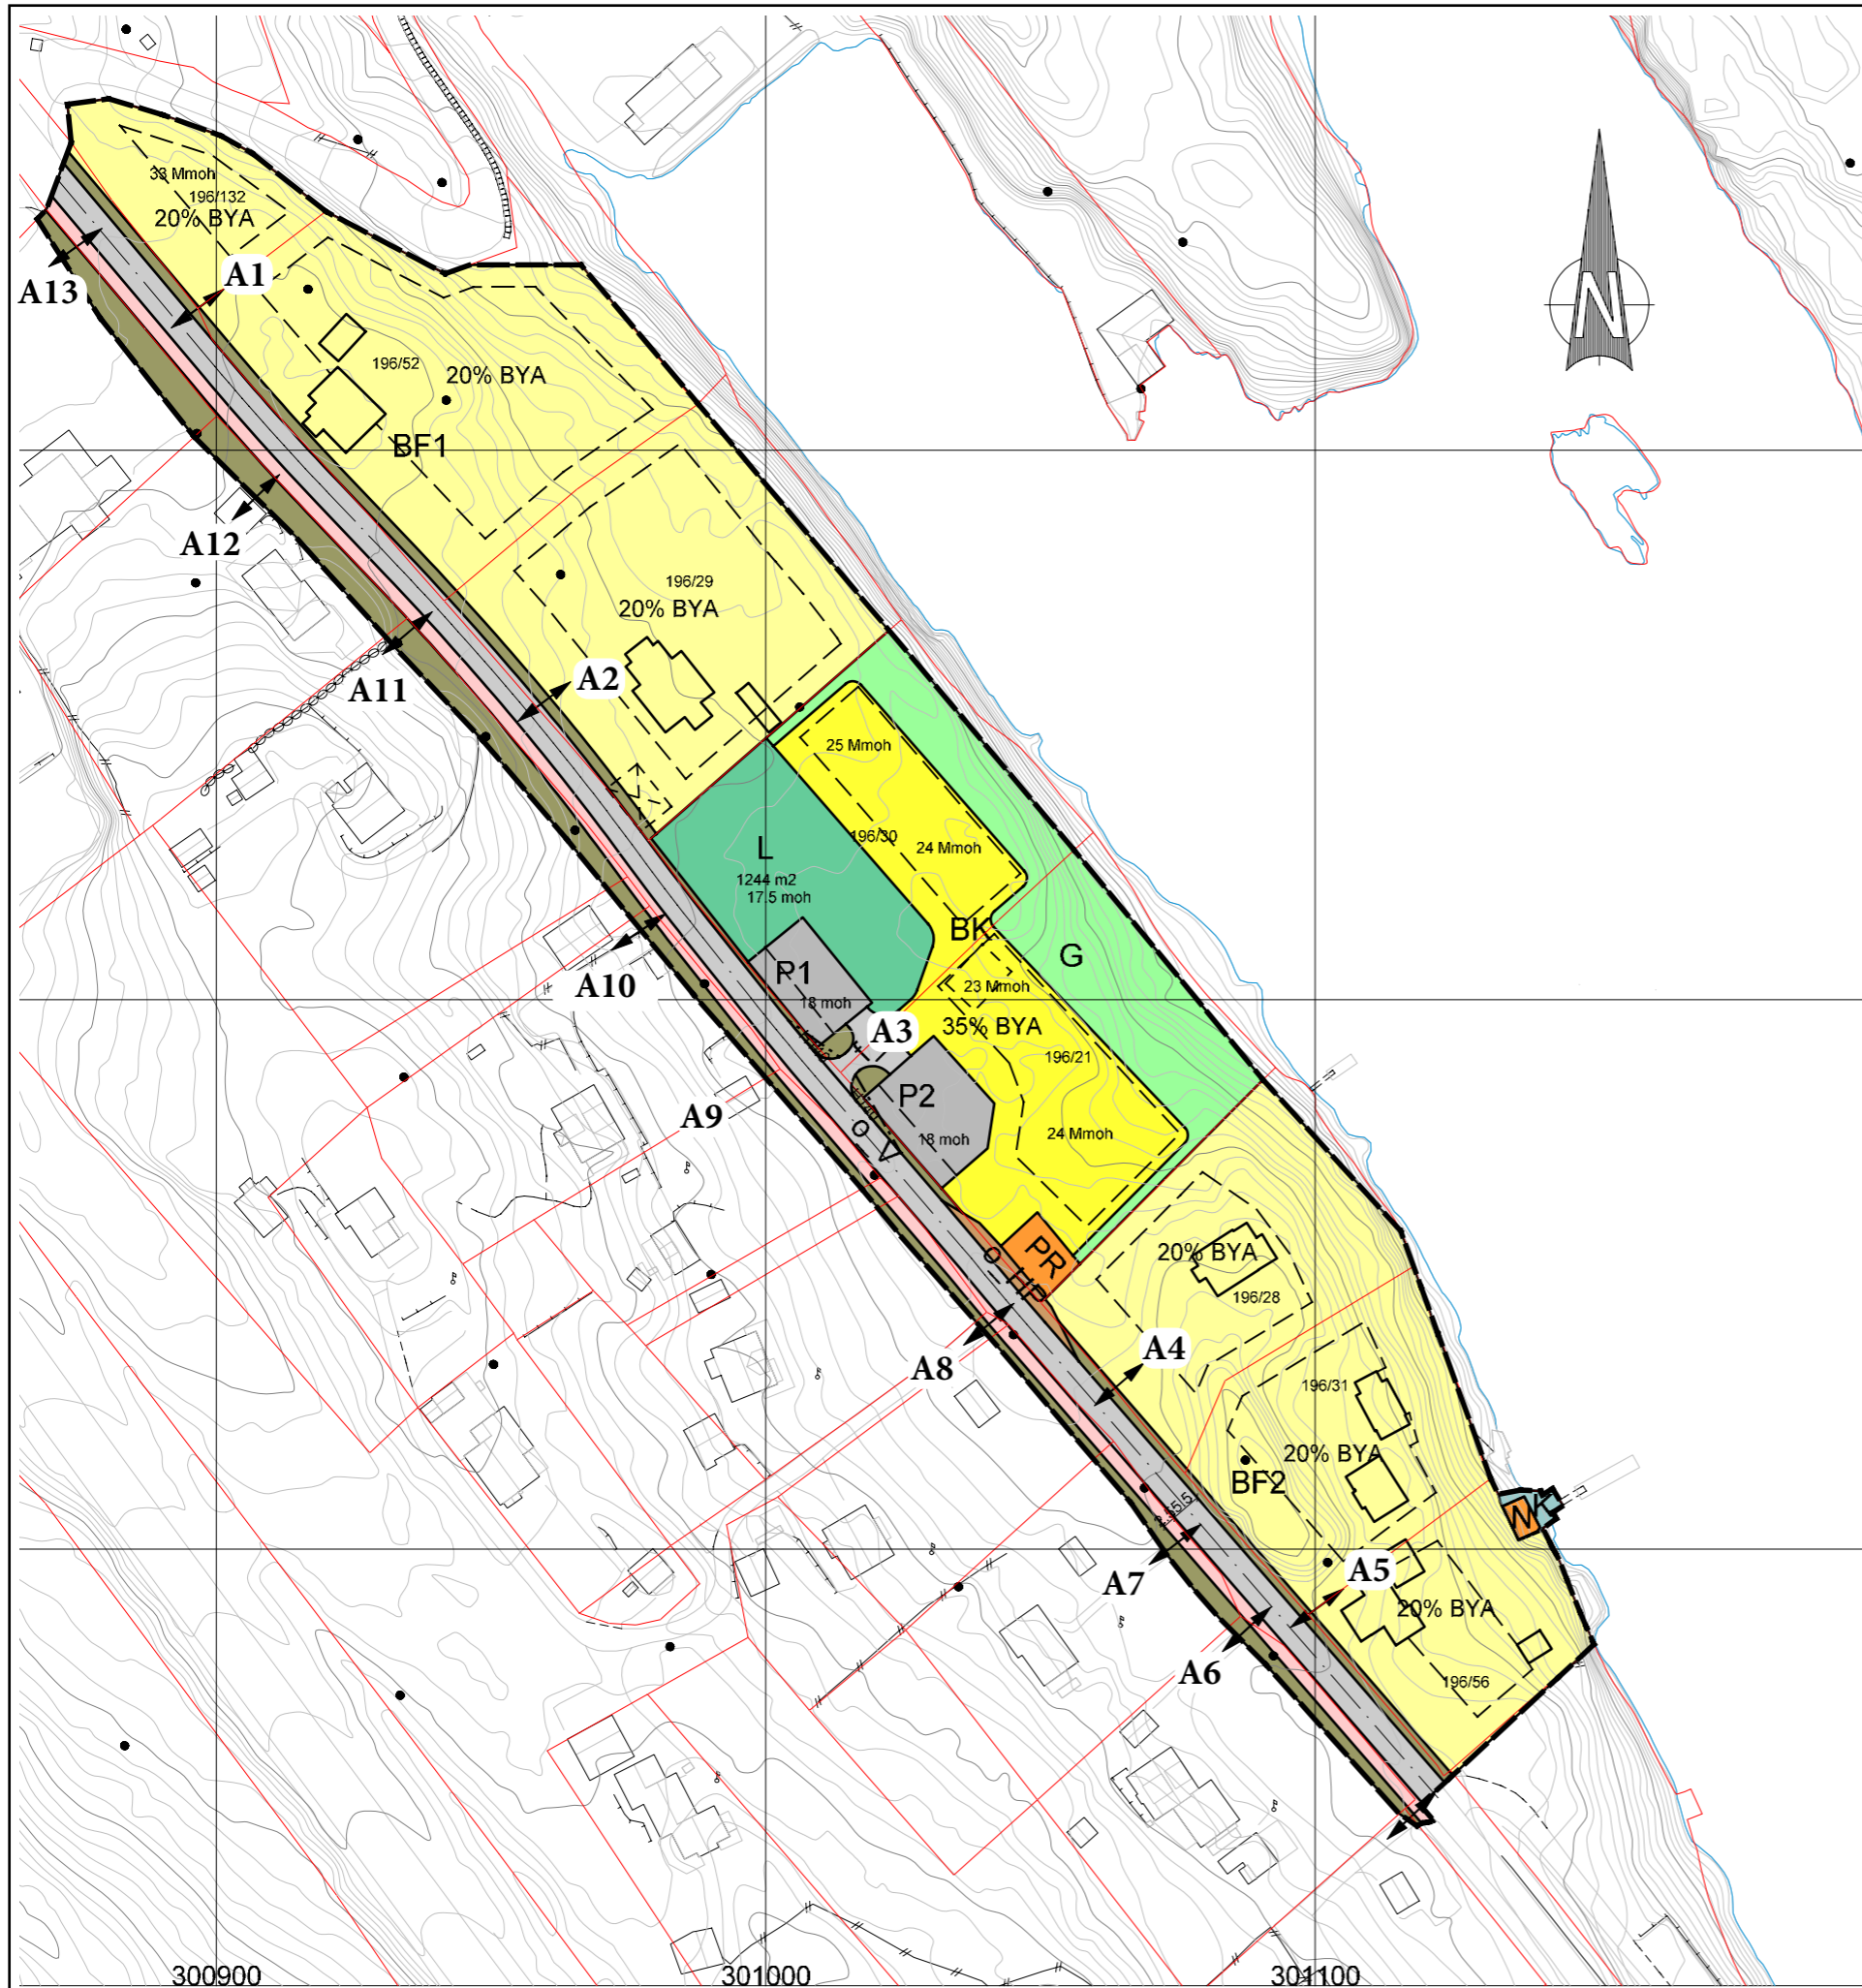 33 Mmoh
196/132
20% BYA
N
A1
A13
196/52
20% BYA
BF1
A12
196/29
20% BYA
A2
A11
25 Mmoh
196/30
24 Mmoh
L
1244 m2
17.5 moh
BK
G
P1
A10
23 Mmoh
18 moh
A3
35% BYA
196/21
P2
A9
18 moh
24 Mmoh
PR
20% BYA
HP
196/28
A4
A8
196/31
20% BYA
BF2
K
N
A7
A5
20% BYA
A6
196/56
300900
301000
301100